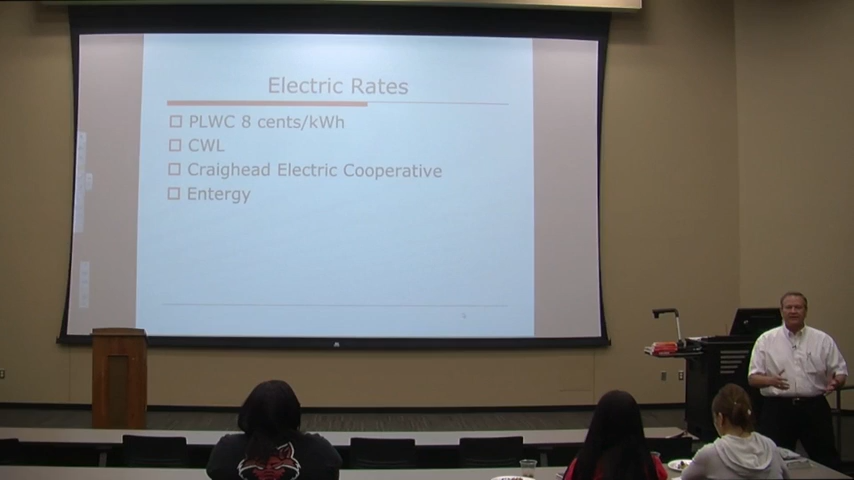 Electric Rates
PLWC 8 cents/kWh
CWL
Craighead Electric Cooperative
Entergy